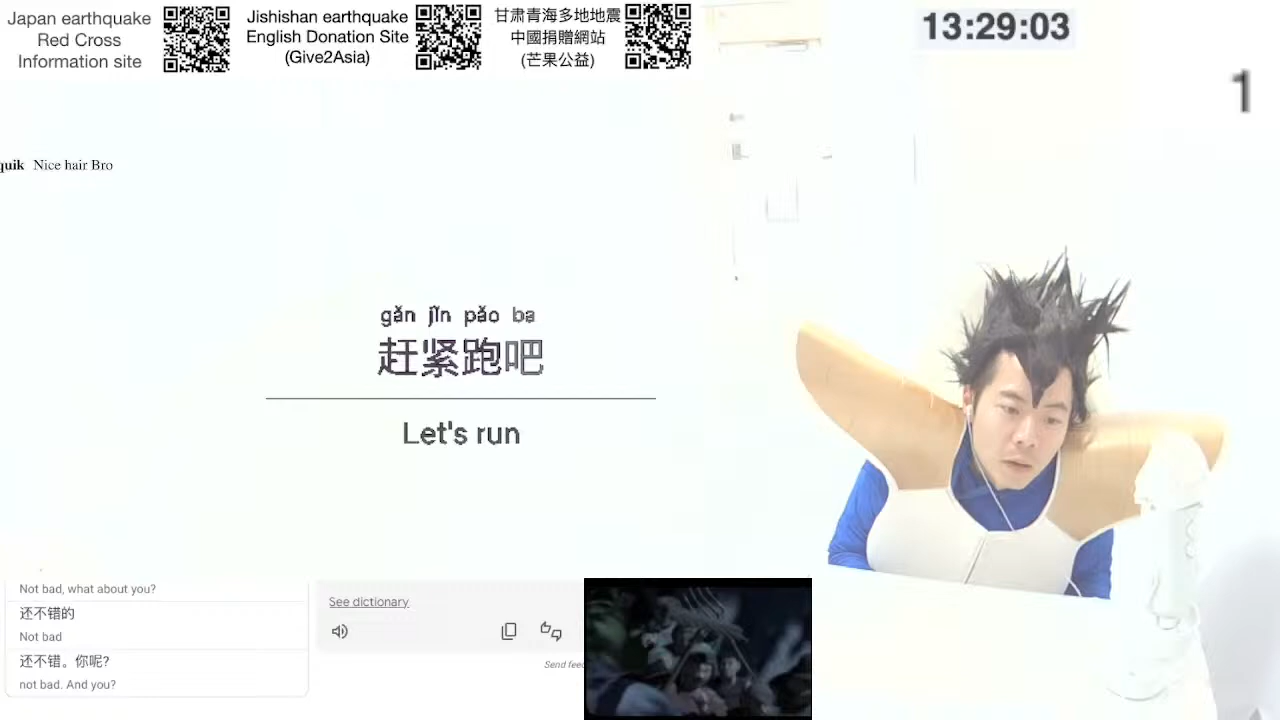 Japan earthquake
Red Cross
Information site
Jishishan earthquake
English Donation Site
(Give2Asia)
甘肅青海多地地震
中國捐贈網站
(芒果公益)
13:29:03
1
quik Nice hair Bro
gǎn jǐn pǎo ba
赶紧跑吧
Let's run
Not bad, what about you?
还不错的
Not bad
还不错。你呢?
not bad. And you?
See dictionary
Send fee